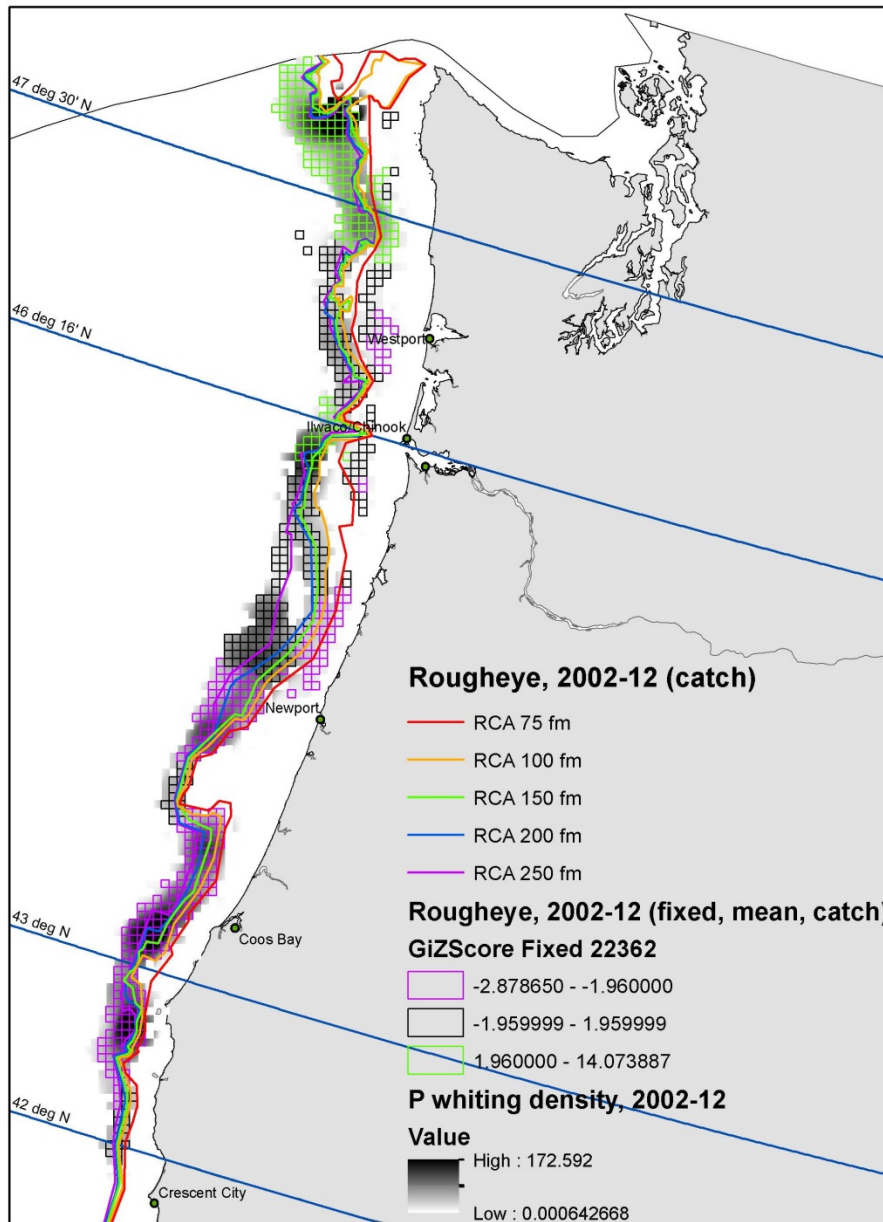 47 deg 30' N
46 deg 16' N
Westport
Ilwaco/Chinook
Rougheye, 2002-12 (catch)
RCA 75 fm
Newport
RCA 100 fm
RCA 150 fm
RCA 200 fm
RCA 250 fm
43 deg N
Rougheye, 2002-12 (fixed, mean, catch)
Coos Bay
GiZScore Fixed 22362
-2.878650 - -1.960000
-1.959999 - 1.959999
1.960000 - 14.073887
P whiting density, 2002-12
42 deg N
Value
High : 172.592
Crescent City
Low : 0.000642668